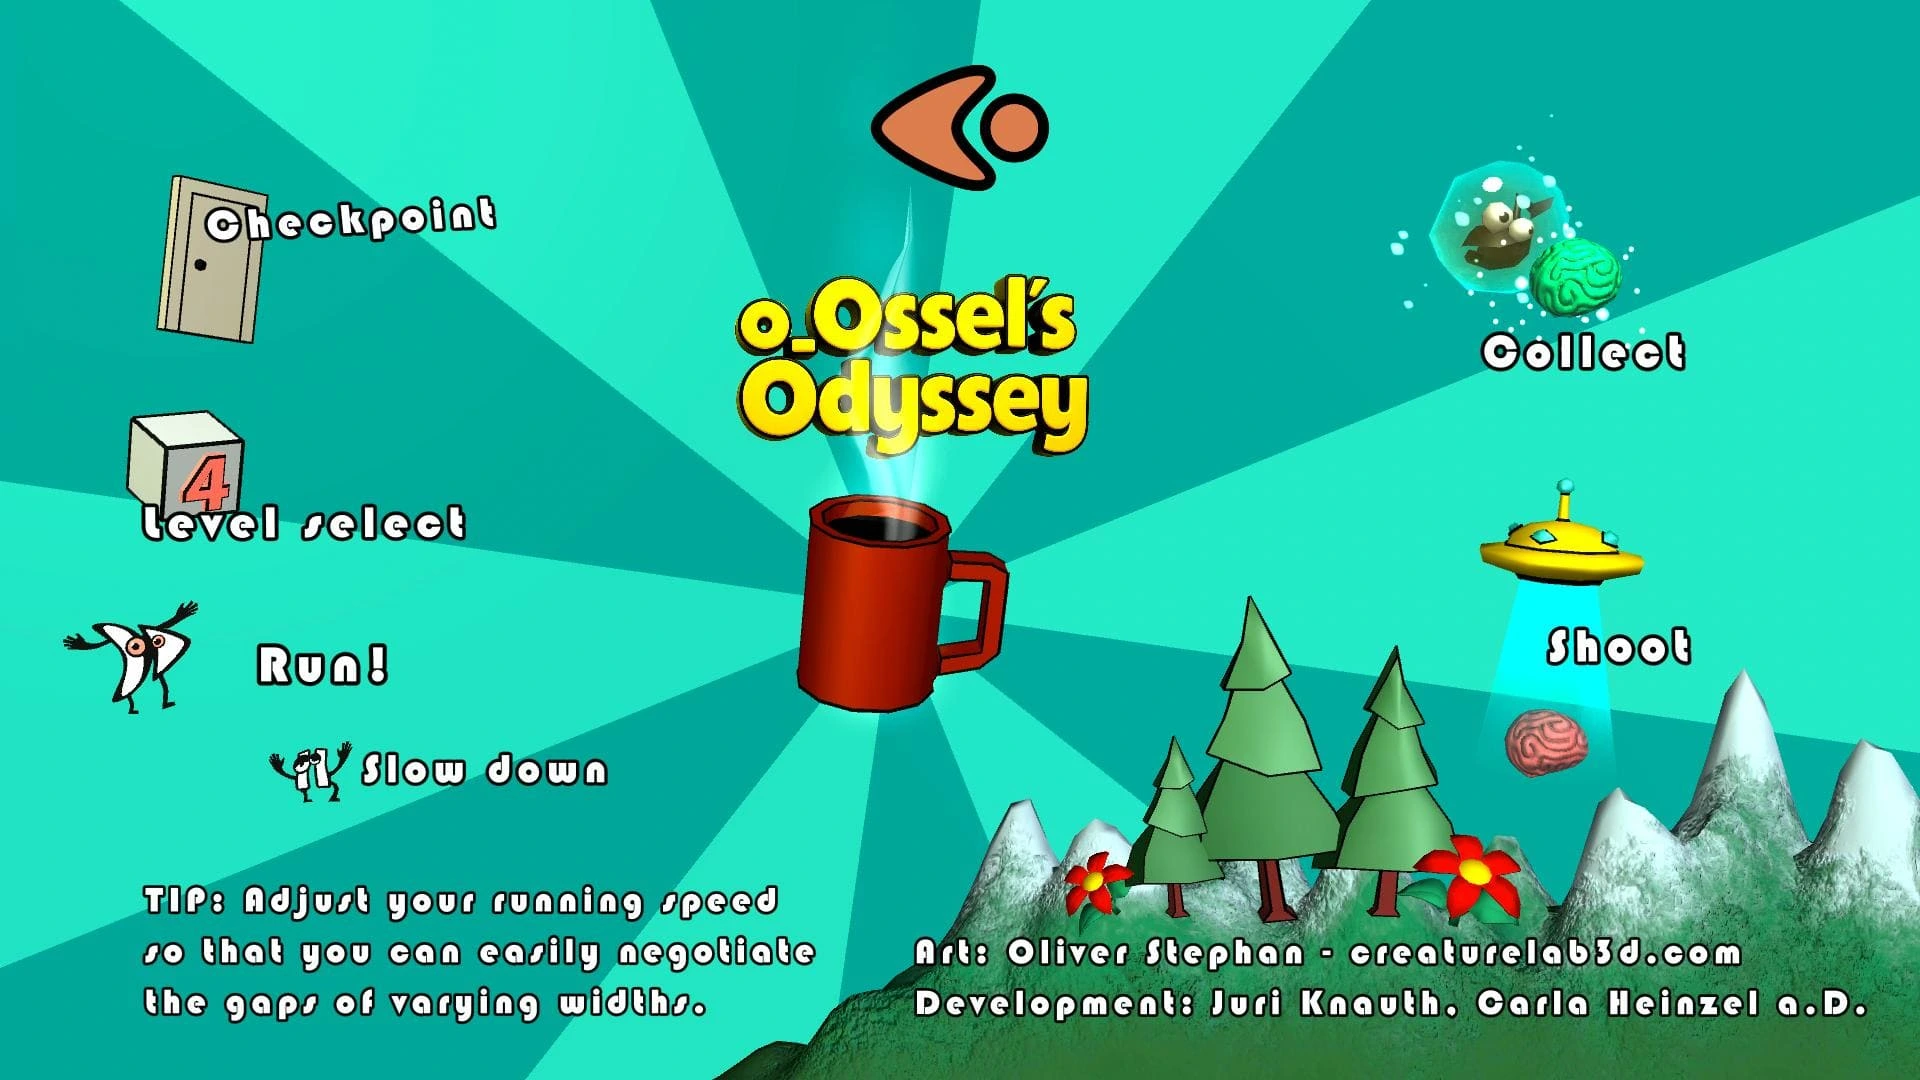 Checkpoint
o_Ossel's
Odyssey
Collect
4
Level select
Run!
Shoot
Slow down
TIP: Adjust your running speed
so that you can easily negotiate
the gaps of varying widths.
Art: Oliver Stephan - creaturelab3d.com
Development: Juri Knauth, Carla Heinzel a.D.